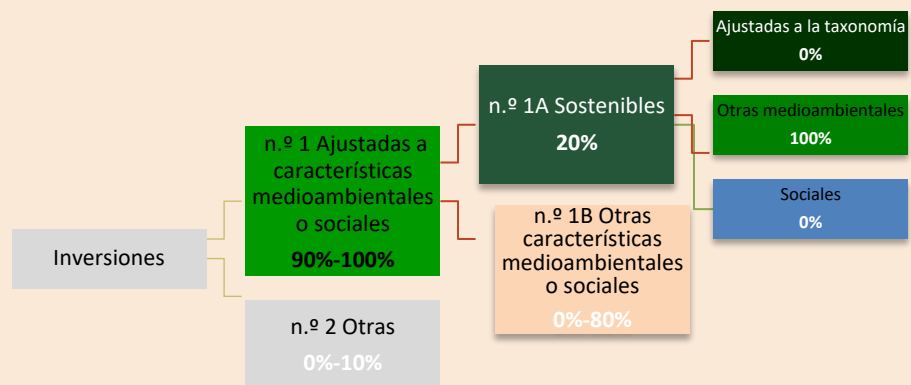 Inversiones
n.º 1 Ajustadas a
características
medioambientales
o sociales
90%-100%
n.º 2 Otras
0%-10%
n.º 1A Sostenibles
20%
n.º 1B Otras
características
medioambientales
o sociales
0%-80%
Ajustadas a la taxonomía
0%
Otras medioambientales
100%
Sociales
0%